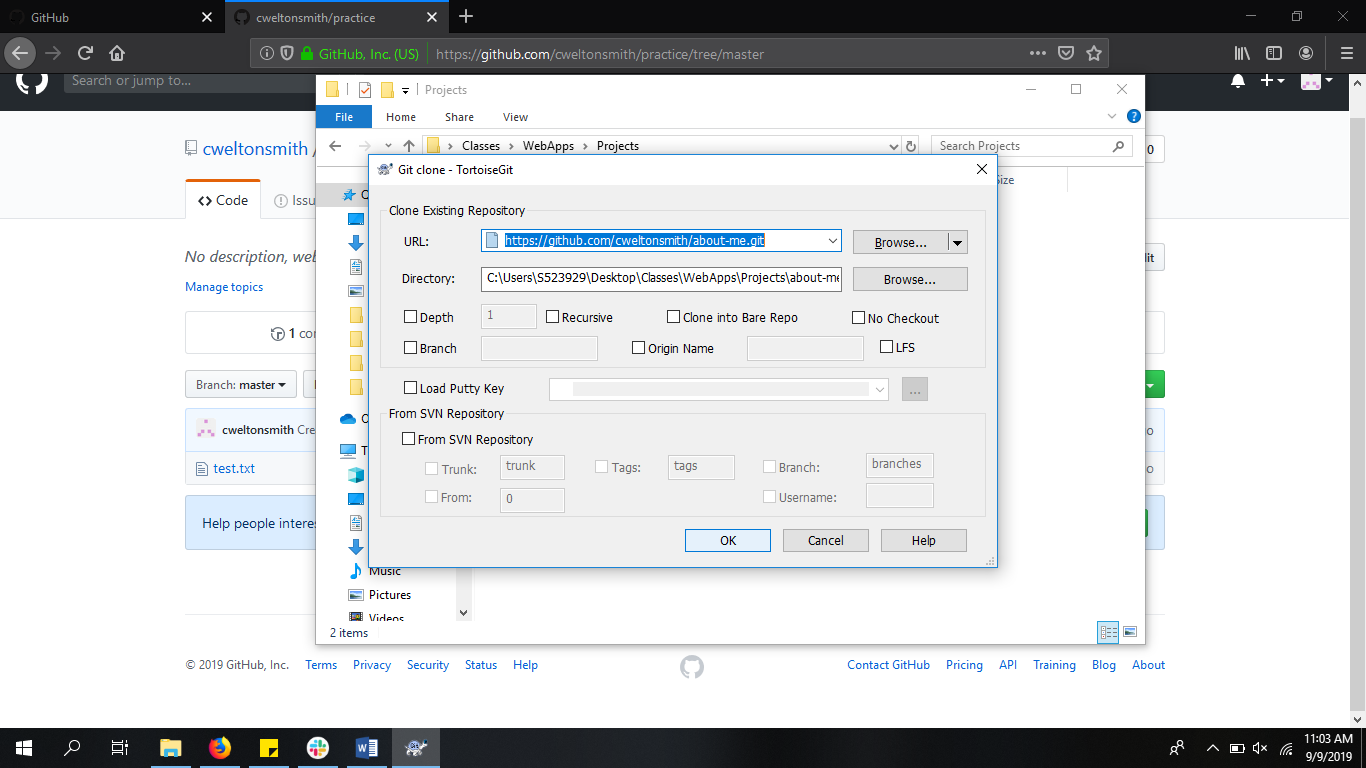 GitHub
cweltonsmith/practice
GitHub, Inc. (US)
https://github.com/cweltonsmith/practice/tree/master
Search or jump to...
Projects
File Home Share View
Classes WebApps Projects
Search Projects
cweltonsmith /
0
Size
Git clone - TortoiseGit
<> Code
Issu
Clone Existing Repository
URL: https://github.com/cweltonsmith/about-me.git Browse...
No description, web
Directory: C:\Users\S523929\Desktop\Classes\WebApps\Projects\about-me Browse...
Manage topics
Depth 1 Recursive Clone into Bare Repo No Checkout
1 con
Branch Origin Name LFS
Branch: master
Load Putty Key ...
From SVN Repository
cweltonsmith Cre
From SVN Repository
test.txt
Trunk: trunk Tags: tags Branch: branches
From: 0 Username:
Help people interes
OK Cancel Help
Music
Pictures
Videos
2 items
© 2019 GitHub, Inc. Terms Privacy Security Status Help
Contact GitHub Pricing API Training Blog About
11:03 AM
9/9/2019